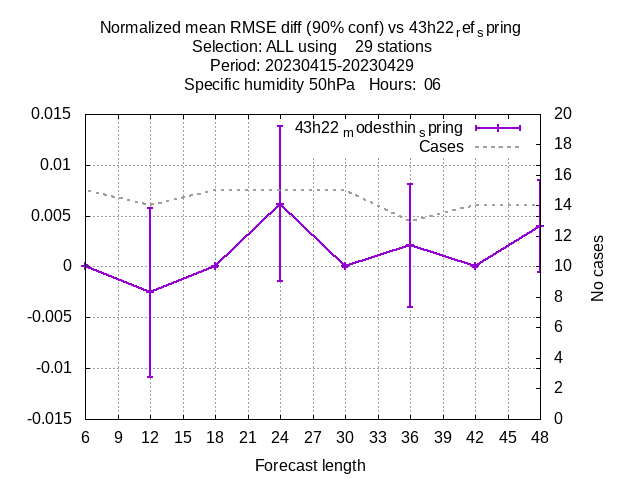 Normalized mean RMSE diff (90% conf) vs 43h22refspring
Selection: ALL using 29 stations
Period: 20230415-20230429
Specific humidity 50hPa Hours: 06
0.015
0.01
0.005
0
-0.005
-0.01
-0.015
43h22modesthinspring
Cases
20
18
16
14
12
10
8
6
4
2
0
No cases
6 9 12 15 18 21 24 27 30 33 36 39 42 45 48
Forecast length